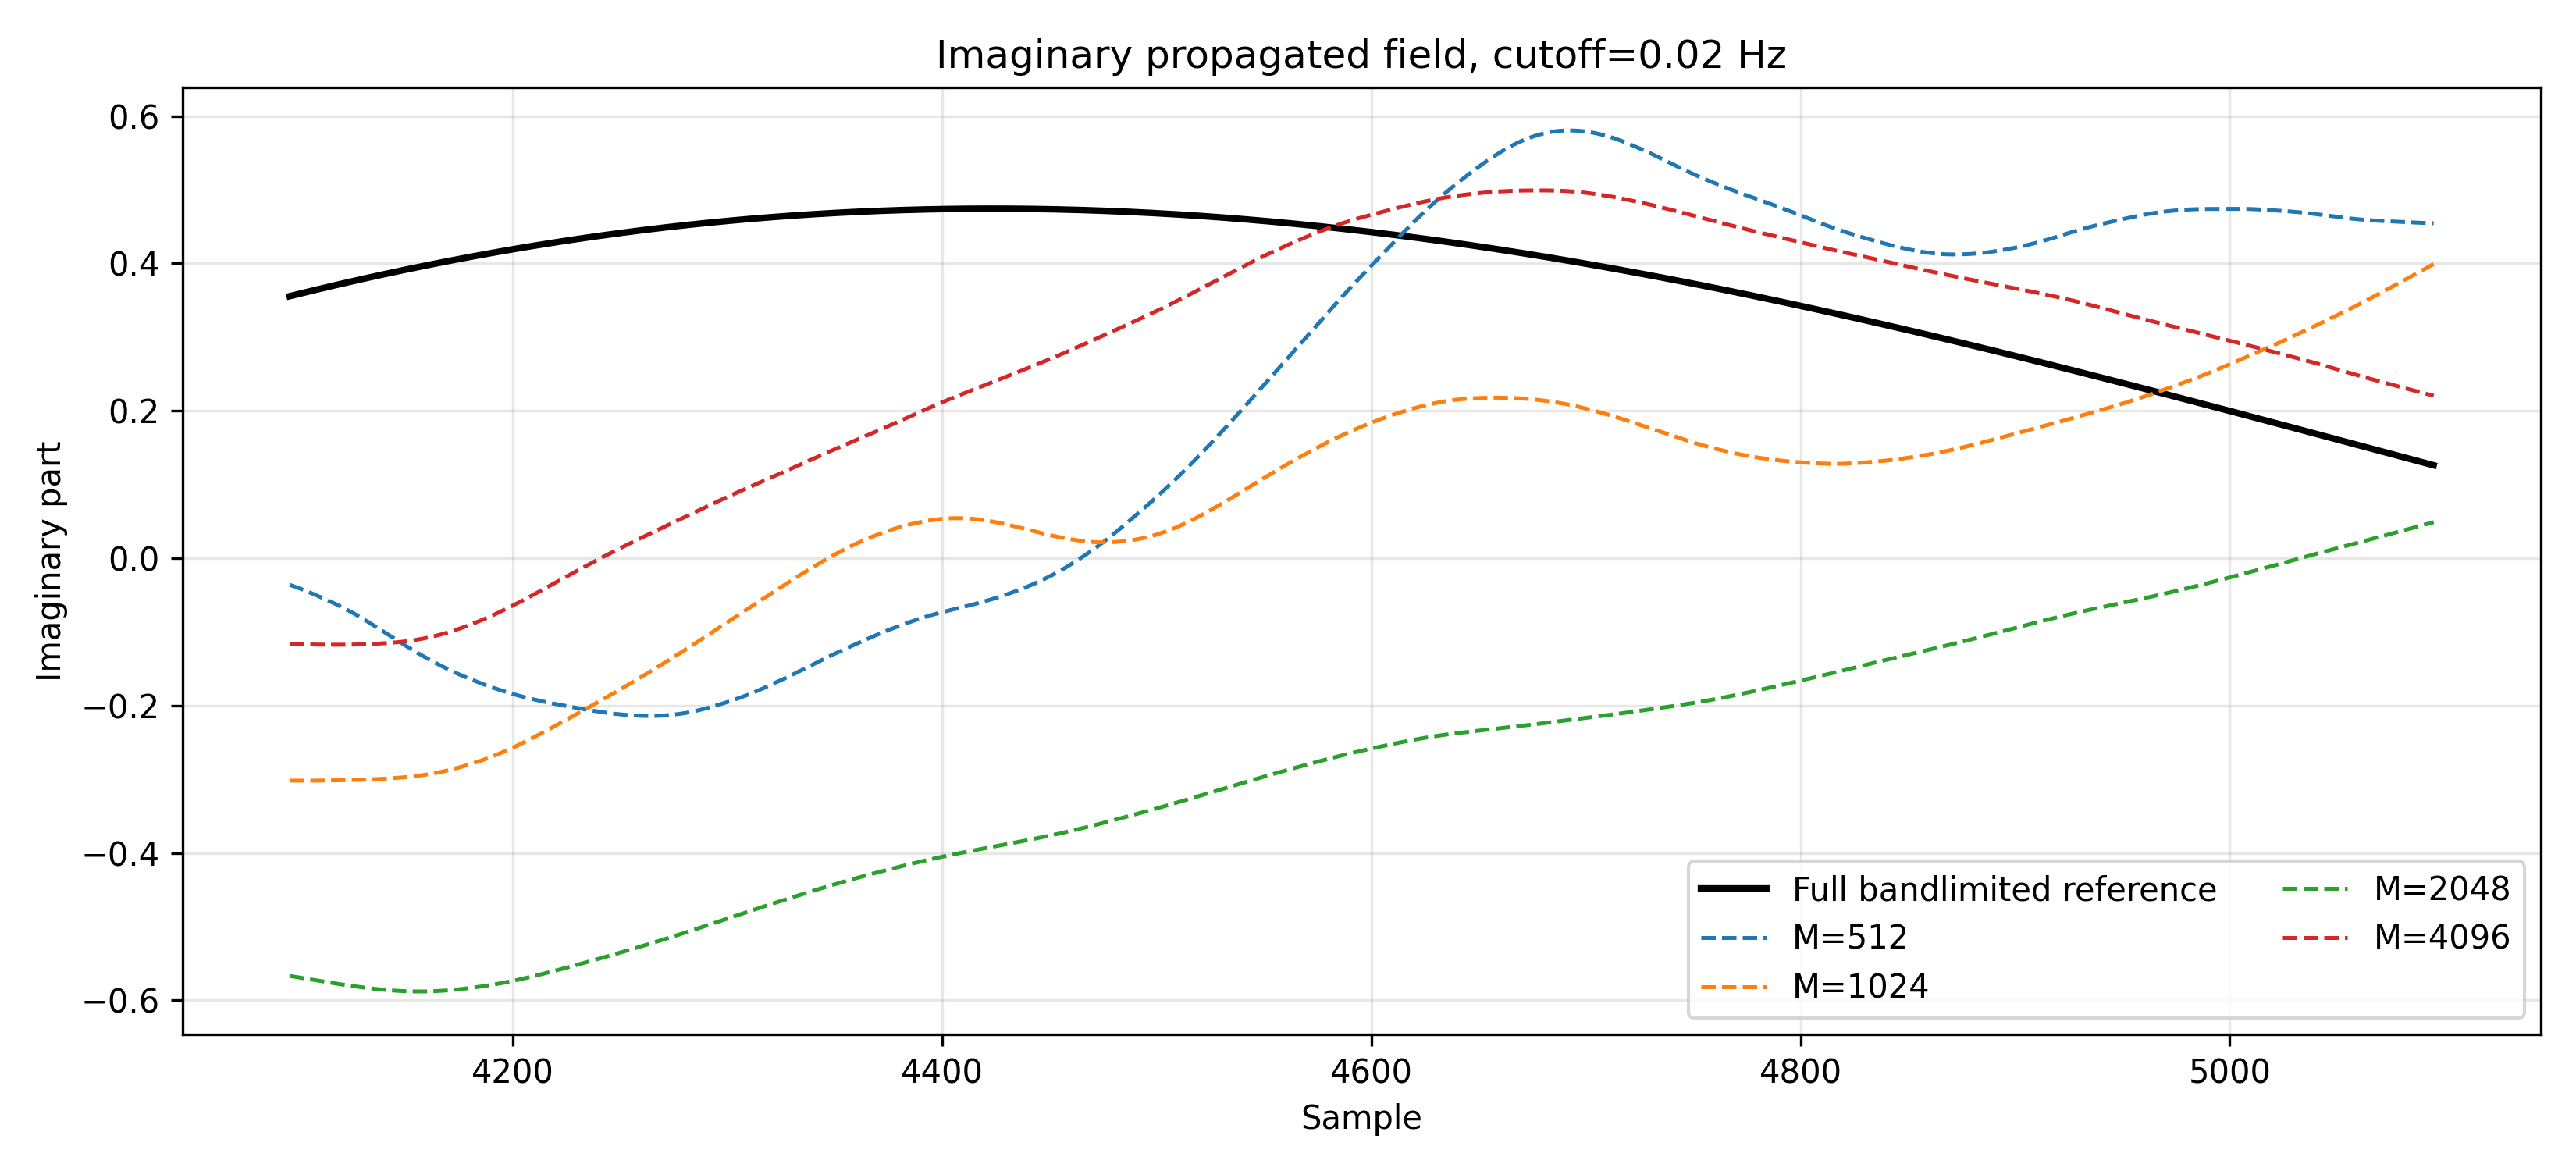 Imaginary propagated field, cutoff=0.02 Hz
Imaginary part
0.6
0.4
0.2
0.0
−0.2
−0.4
−0.6
4200 4400 4600 4800 5000
Sample
Full bandlimited reference
M=512
M=1024
M=2048
M=4096